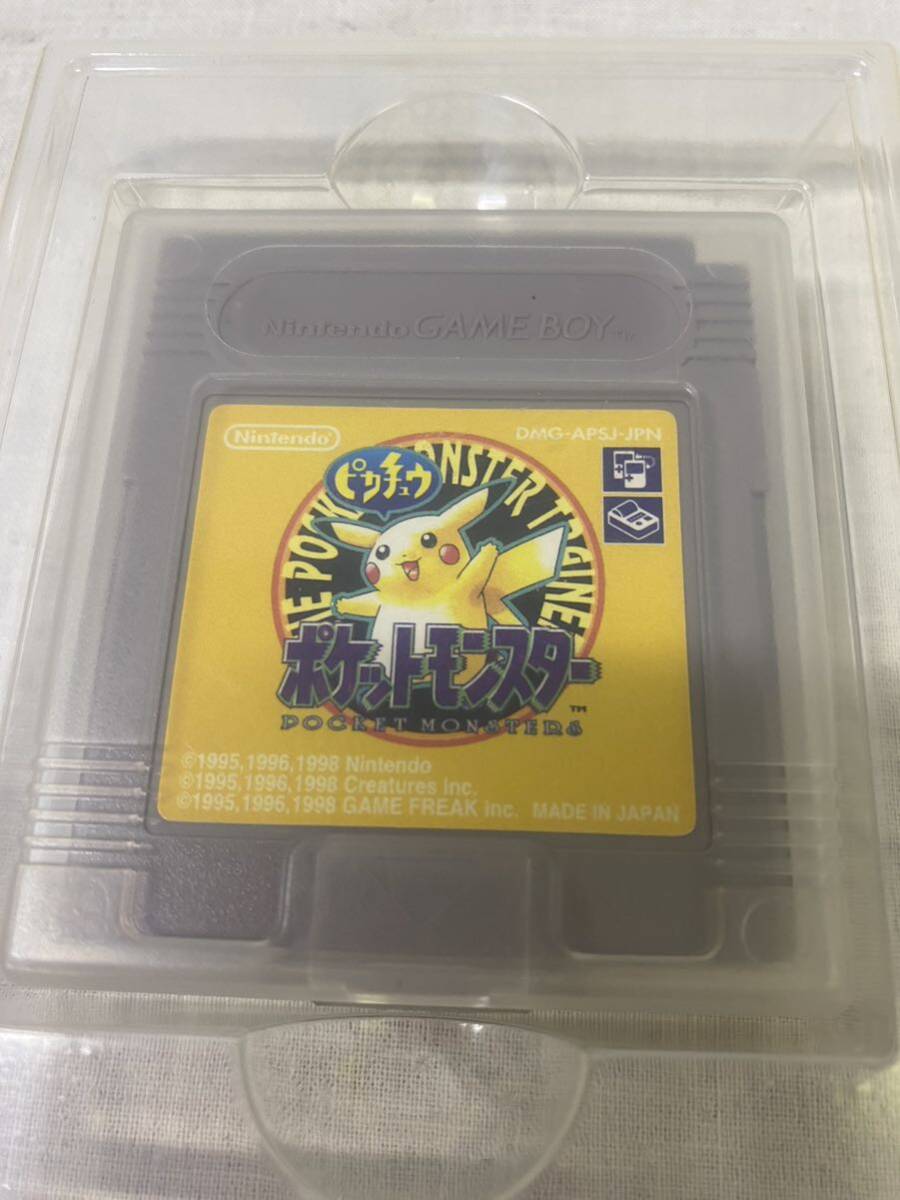 Nintendo GAME BOY TM
Nintendo
DMG-APSJ-JPN
ピカチュウ
ポケットモンスター TM
POCKET MONSTERS
©1995,1996,1998 Nintendo
©1995,1996,1998 Creatures inc.
©1995,1996,1998 GAME FREAK inc. MADE IN JAPAN